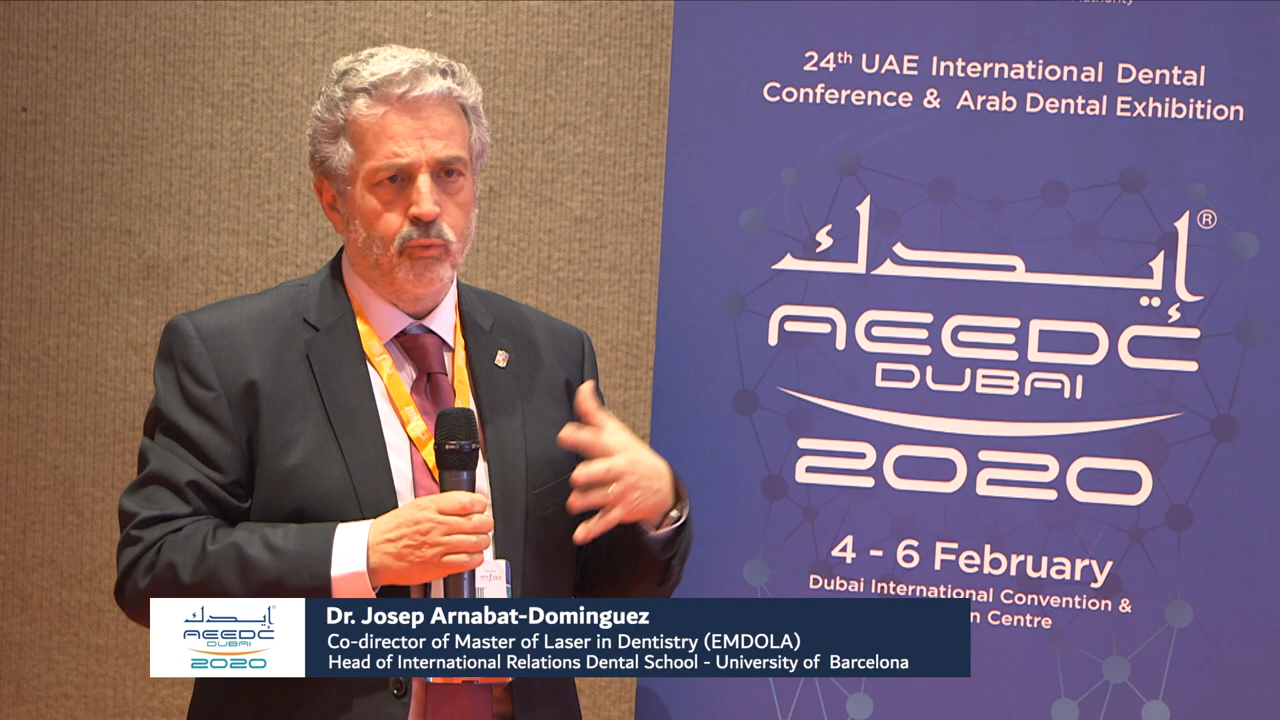 Authority
24th UAE International Dental
Conference & Arab Dental Exhibition
إيدك ®
AEEDC
DUBAI
2020
4 - 6 February
Dubai International Convention &
n Centre
إيدك
AEEDC
DUBAI
2020
Dr. Josep Arnabat-Dominguez
Co-director of Master of Laser in Dentistry (EMDOLA)
Head of International Relations Dental School - University of Barcelona